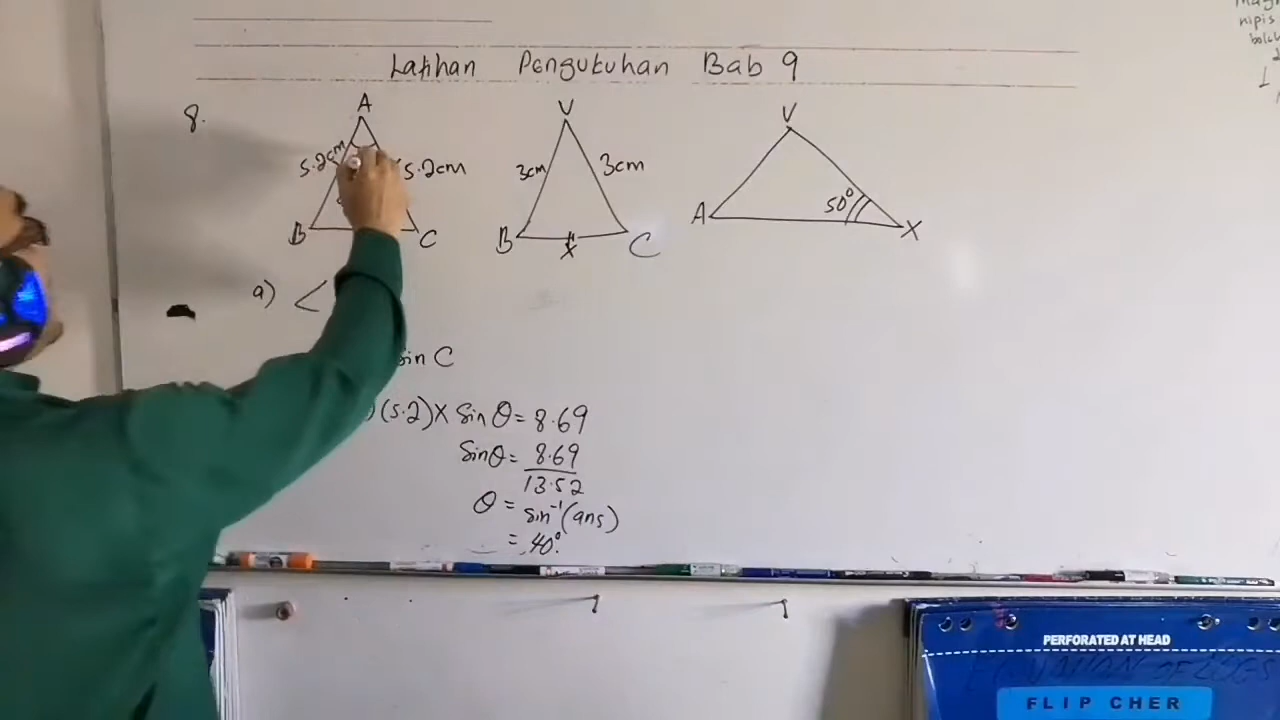 Latihan Pengukuhan Bab 9
8.
A
5.2cm
5.2cm
B
C
V
3cm
3cm
B
X
C
V
A
50°
X
a) <
sin C
(5.2) X Sin θ = 8.69
Sin θ = 8.69
13.52
θ = sin⁻¹ (ans)
= 40°.
nipis
PERFORATED AT HEAD
FLIP CHER